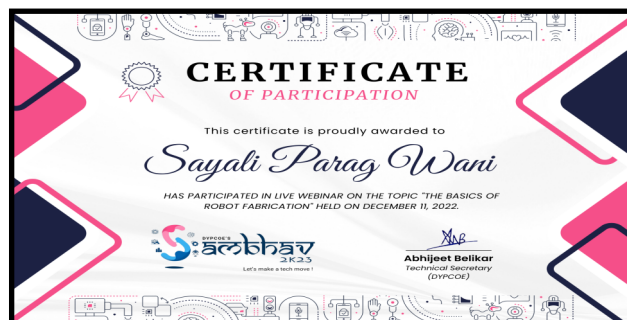 CERTIFICATE
OF PARTICIPATION
This certificate is proudly awarded to
Sayali Parag Wani
HAS PARTICIPATED IN LIVE WEBINAR ON THE TOPIC "THE BASICS OF
ROBOT FABRICATION" HELD ON DECEMBER 11, 2022.
DYPCOE'S
Sambhav
2K23
Let's make a tech move !
Abhijeet Belikar
Technical Secretary
(DYPCOE)